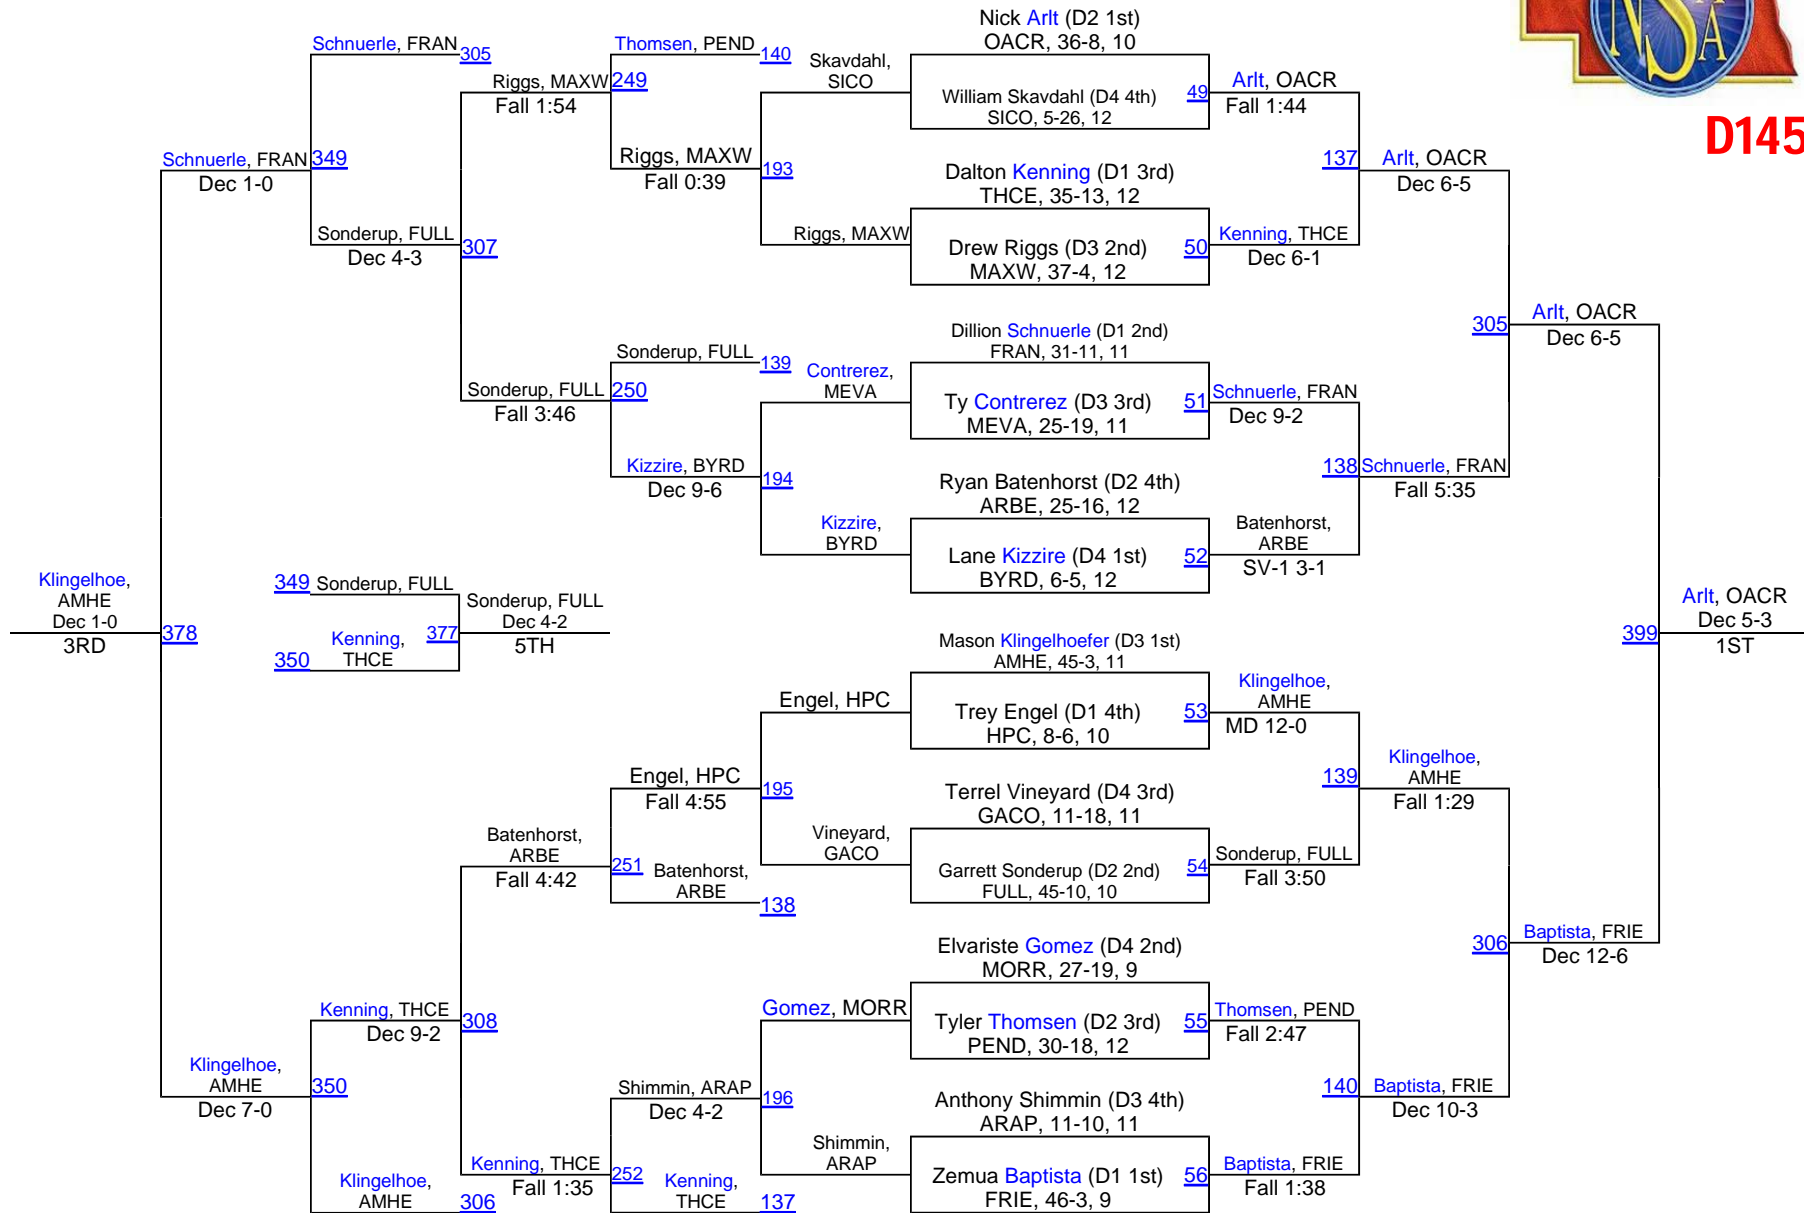 NSAA
D145
Nick Arlt (D2 1st)
OACR, 36-8, 10
William Skavdahl (D4 4th)
SICO, 5-26, 12
49
Dalton Kenning (D1 3rd)
THCE, 35-13, 12
Drew Riggs (D3 2nd)
MAXW, 37-4, 12
50
Dillion Schnuerle (D1 2nd)
FRAN, 31-11, 11
Ty Contrerez (D3 3rd)
MEVA, 25-19, 11
51
Ryan Batenhorst (D2 4th)
ARBE, 25-16, 12
Lane Kizzire (D4 1st)
BYRD, 6-5, 12
52
Mason Klingelhoefer (D3 1st)
AMHE, 45-3, 11
Trey Engel (D1 4th)
HPC, 8-6, 10
53
Terrel Vineyard (D4 3rd)
GACO, 11-18, 11
Garrett Sonderup (D2 2nd)
FULL, 45-10, 10
54
Elvariste Gomez (D4 2nd)
MORR, 27-19, 9
Tyler Thomsen (D2 3rd)
PEND, 30-18, 12
55
Anthony Shimmin (D3 4th)
ARAP, 11-10, 11
Zemua Baptista (D1 1st)
FRIE, 46-3, 9
56
Arlt, OACR
Fall 1:44
137
Kenning, THCE
Dec 6-1
Schnuerle, FRAN
Dec 9-2
138
Batenhorst,
ARBE
SV-1 3-1
Klingelhoe,
AMHE
MD 12-0
139
Sonderup, FULL
Fall 3:50
Thomsen, PEND
Fall 2:47
140
Baptista, FRIE
Fall 1:38
Arlt, OACR
Dec 6-5
305
Schnuerle, FRAN
Fall 5:35
Klingelhoe,
AMHE
Fall 1:29
306
Baptista, FRIE
Dec 10-3
Arlt, OACR
Dec 6-5
399
Baptista, FRIE
Dec 12-6
Arlt, OACR
Dec 5-3
1ST
Skavdahl,
SICO
193
Riggs, MAXW
Contrerez,
MEVA
194
Kizzire,
BYRD
Engel, HPC
195
Vineyard,
GACO
Gomez, MORR
196
Shimmin,
ARAP
Thomsen, PEND
140
249
Riggs, MAXW
Fall 0:39
Sonderup, FULL
139
250
Kizzire, BYRD
Dec 9-6
Engel, HPC
Fall 4:55
251
Batenhorst,
ARBE
138
Shimmin, ARAP
Dec 4-2
252
Kenning,
THCE
137
Riggs, MAXW
Fall 1:54
307
Sonderup, FULL
Fall 3:46
Batenhorst,
ARBE
Fall 4:42
308
Kenning, THCE
Fall 1:35
Schnuerle, FRAN
305
349
Sonderup, FULL
Dec 4-3
Kenning, THCE
Dec 9-2
350
Klingelhoe,
AMHE
306
Schnuerle, FRAN
Dec 1-0
378
Klingelhoe,
AMHE
Dec 7-0
Klingelhoe,
AMHE
Dec 1-0
3RD
349
Sonderup, FULL
377
350
Kenning,
THCE
Sonderup, FULL
Dec 4-2
5TH